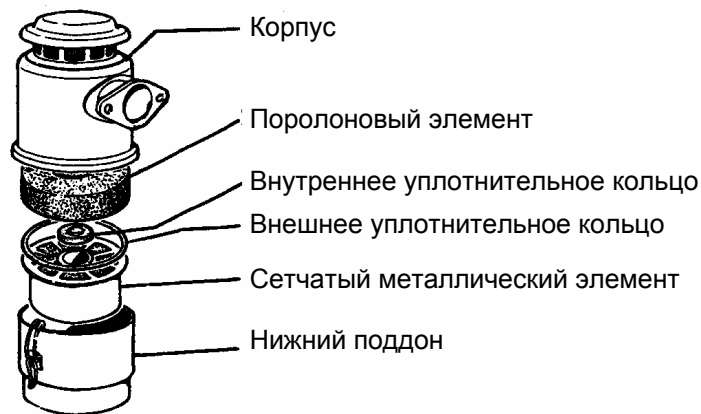 Корпус
Поролоновый элемент
Внутреннее уплотнительное кольцо
Внешнее уплотнительное кольцо
Сетчатый металлический элемент
Нижний поддон